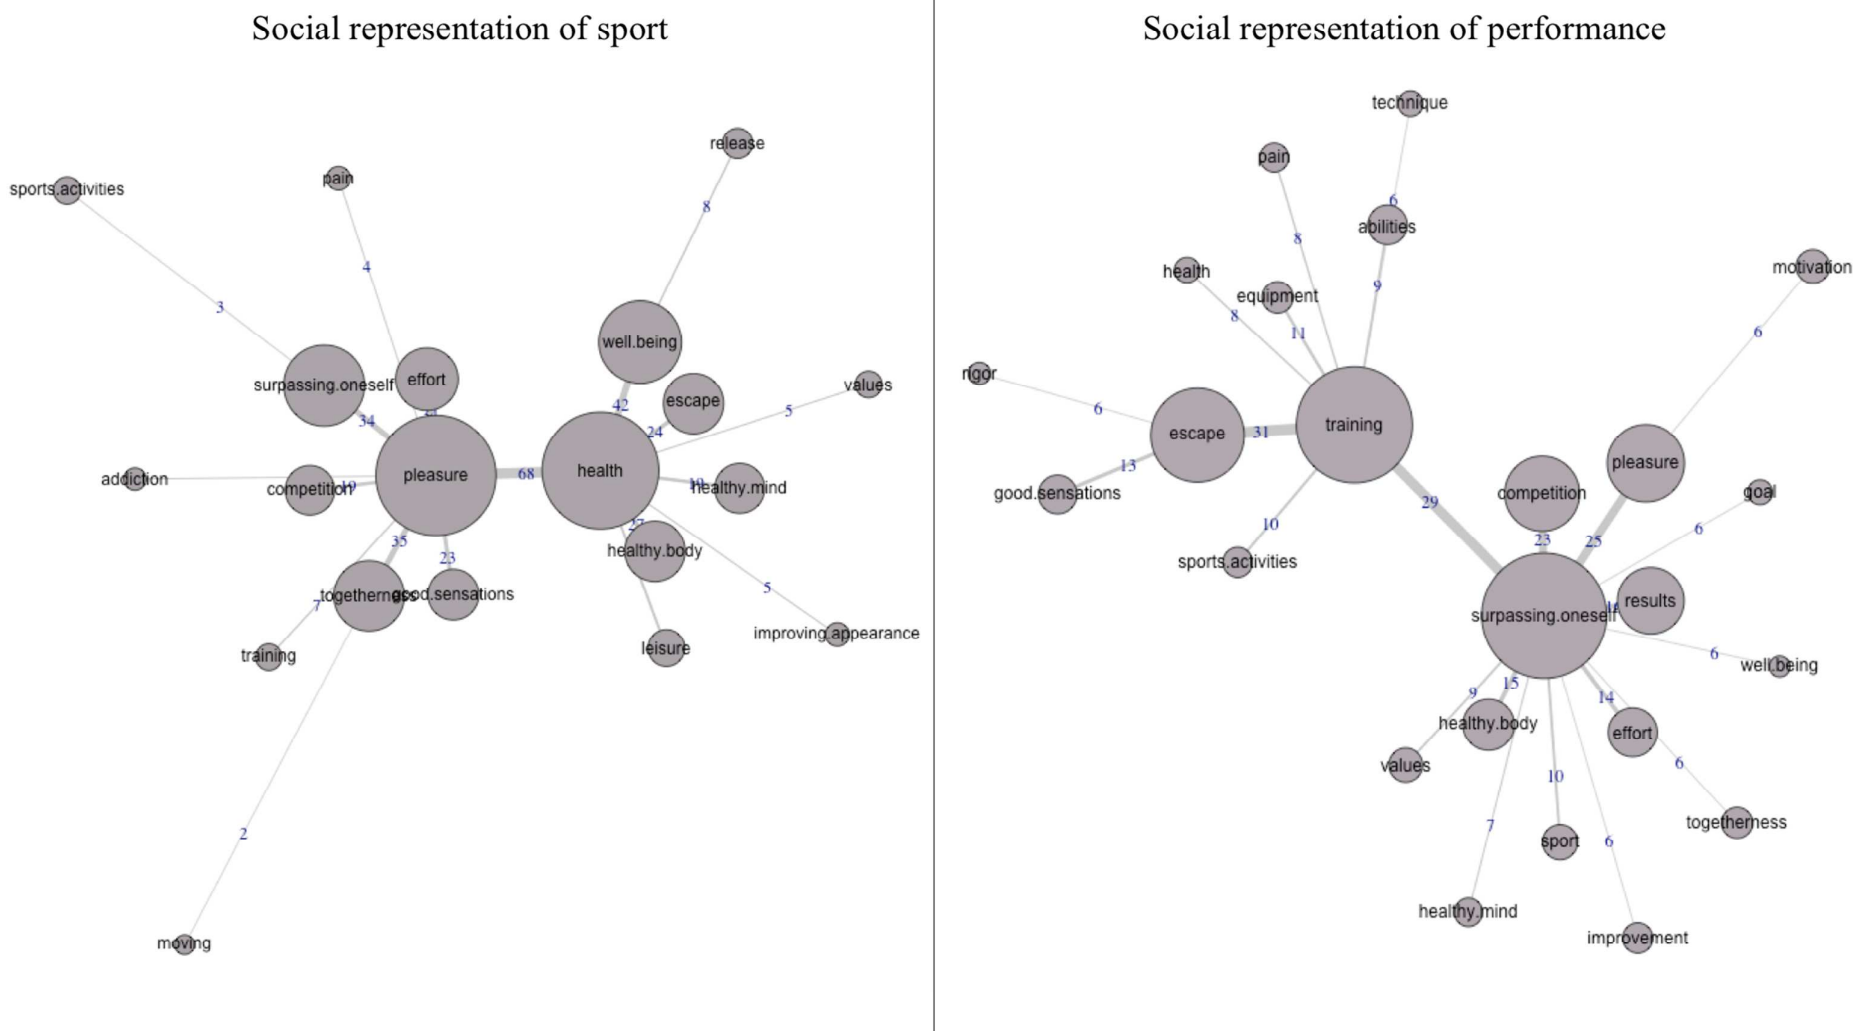 Social representation of sport
release
8
pain
sports.activities
4
3
well.being
effort
surpassing.oneself
values
escape
42
5
34
24
pleasure
68
health
addiction
competition
19
healthy.mind
27
35
healthy.body
23
5
togetherness
good.sensations
7
improving.appearance
training
leisure
2
moving
Social representation of performance
technique
pain
6
abilities
8
health
motivation
equipment
9
8
11
6
rigor
6
training
escape
31
pleasure
13
good.sensations
competition
goal
29
10
6
23
25
sports.activities
results
surpassing.oneself
6
well.being
15
9
14
healthy.body
effort
values
6
10
togetherness
7
sport
6
healthy.mind
improvement